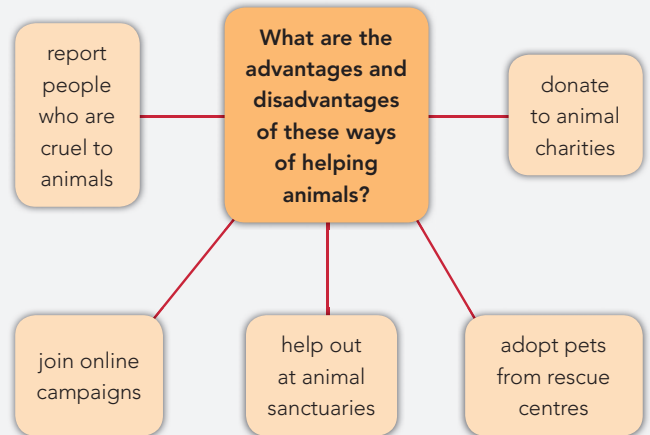 What are the
advantages and
disadvantages
of these ways
of helping
animals?
report
people
who are
cruel to
animals
donate
to animal
charities
join online
campaigns
help out
at animal
sanctuaries
adopt pets
from rescue
centres